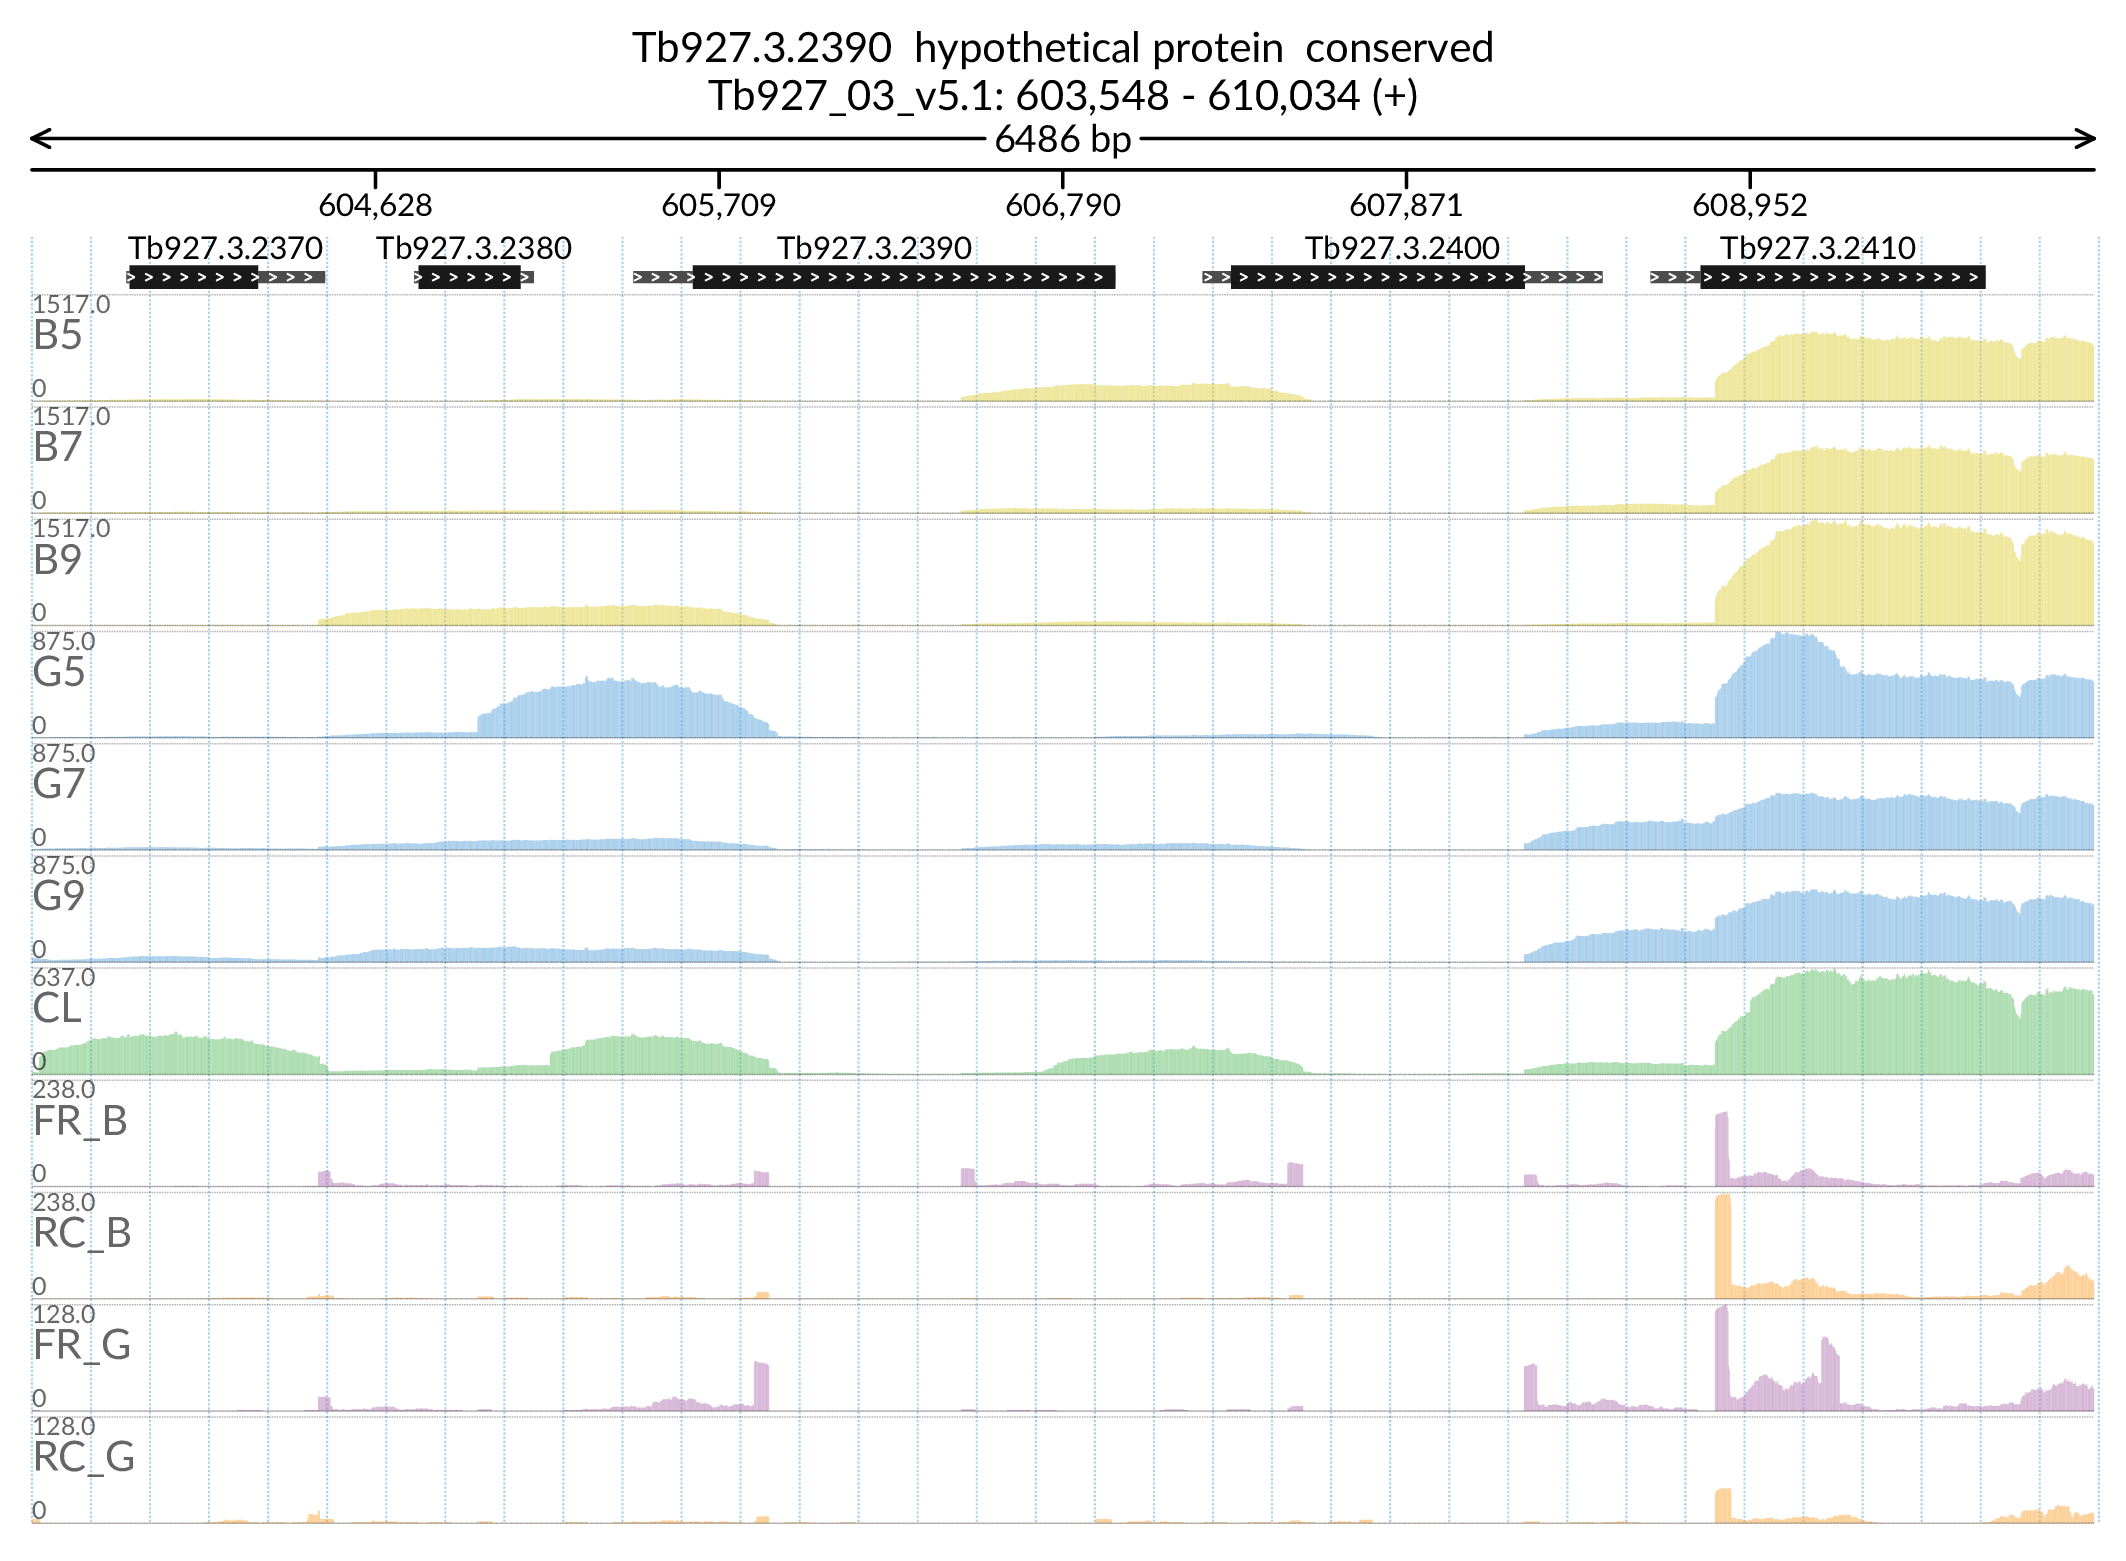 Tb927.3.2390  hypothetical protein  conserved
Tb927_03_v5.1: 603,548 - 610,034 (+)
6486 bp
604,628 605,709 606,790 607,871 608,952
Tb927.3.2370 Tb927.3.2380 Tb927.3.2390 Tb927.3.2400 Tb927.3.2410
1517.0
B5
0
1517.0
B7
0
1517.0
B9
0
875.0
G5
0
875.0
G7
0
875.0
G9
0
637.0
CL
0
238.0
FR_B
0
238.0
RC_B
0
128.0
FR_G
0
128.0
RC_G
0